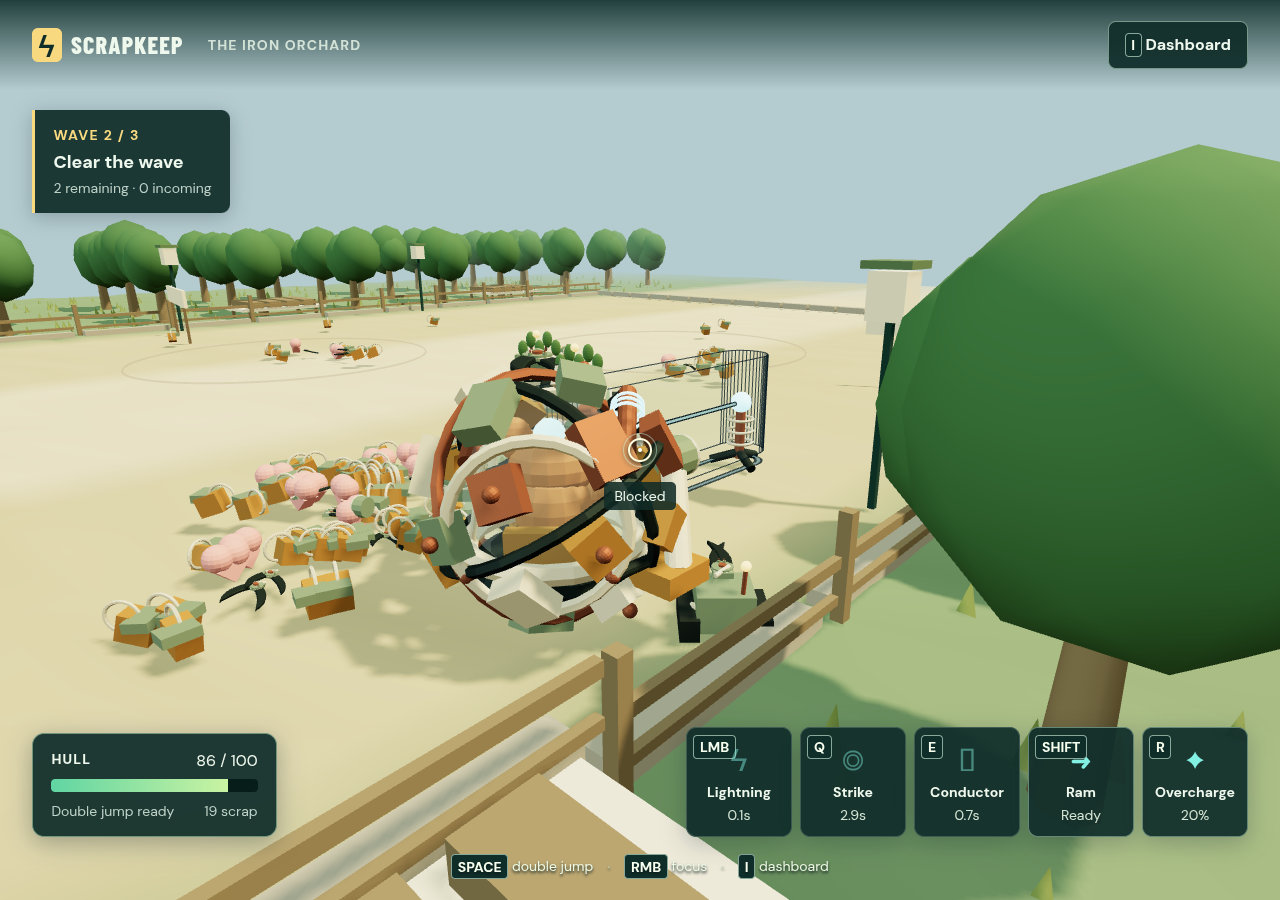 SCRAPKEEP
THE IRON ORCHARD
I Dashboard
WAVE 2 / 3
Clear the wave
2 remaining · 0 incoming
Blocked
HULL 86 / 100
Double jump ready 19 scrap
LMB Q E SHIFT R
Lightning Strike Conductor Ram Overcharge
0.1s 2.9s 0.7s Ready 20%
SPACE double jump · RMB focus · I dashboard